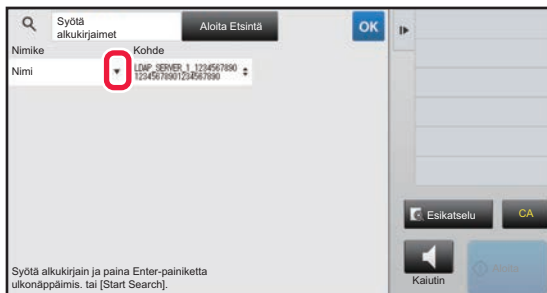 Syötä
alkukirjaimet
Aloita Etsintä
OK
Nimike
Kohde
Nimi
LDAP_SERVER_1_1234567890
12345678901234567890
Esikatselu
CA
Kaiutin
Aloita
Syötä alkukirjain ja paina Enter-painiketta
ulkonäppäimis. tai [Start Search].